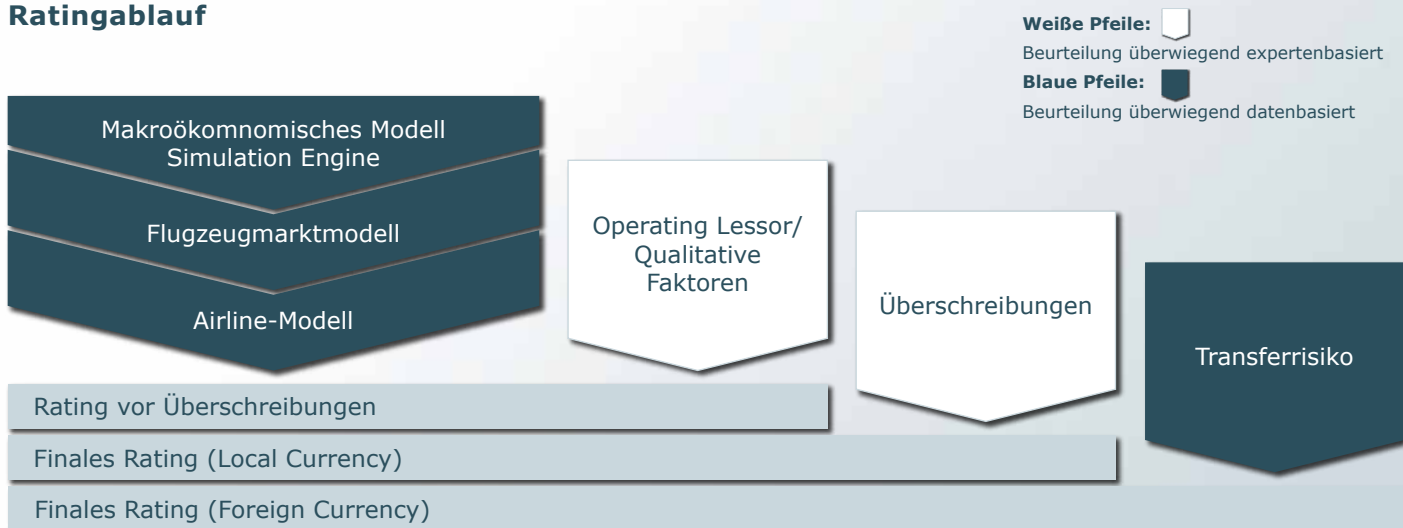 Ratingablauf
Weiße Pfeile:
Beurteilung überwiegend expertenbasiert
Blaue Pfeile:
Beurteilung überwiegend datenbasiert
Makroökomnomisches Modell
Simulation Engine
Flugzeugmarktmodell
Airline-Modell
Operating Lessor/
Qualitative
Faktoren
Überschreibungen
Transferrisiko
Rating vor Überschreibungen
Finales Rating (Local Currency)
Finales Rating (Foreign Currency)